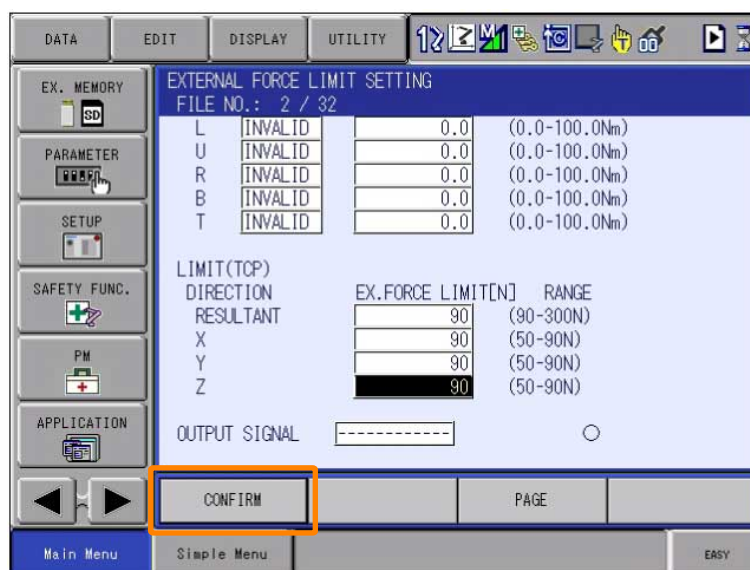 DATA EDIT DISPLAY UTILITY
EX. MEMORY
SD
PARAMETER
SETUP
SAFETY FUNC.
PM
APPLICATION
EXTERNAL FORCE LIMIT SETTING
FILE NO.: 2 / 32
L INVALID 0.0 (0.0-100.0Nm)
U INVALID 0.0 (0.0-100.0Nm)
R INVALID 0.0 (0.0-100.0Nm)
B INVALID 0.0 (0.0-100.0Nm)
T INVALID 0.0 (0.0-100.0Nm)
LIMIT(TCP)
DIRECTION EX.FORCE LIMIT[N] RANGE
RESULTANT 90 (90-300N)
X 90 (50-90N)
Y 90 (50-90N)
Z 90 (50-90N)
OUTPUT SIGNAL ------------
CONFIRM PAGE
Main Menu Simple Menu EASY